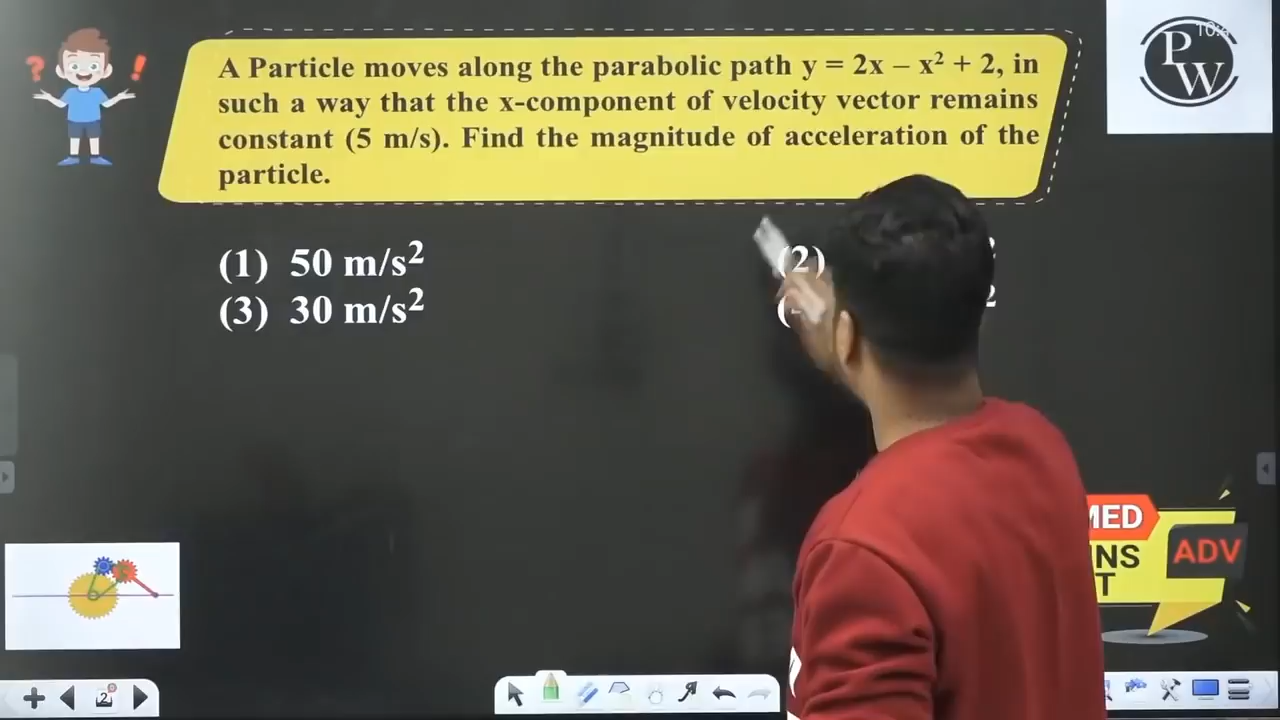 A Particle moves along the parabolic path y = 2x – x² + 2, in
such a way that the x-component of velocity vector remains
constant (5 m/s). Find the magnitude of acceleration of the
particle.
(1) 50 m/s²
(2)
(3) 30 m/s²
PW
ADV